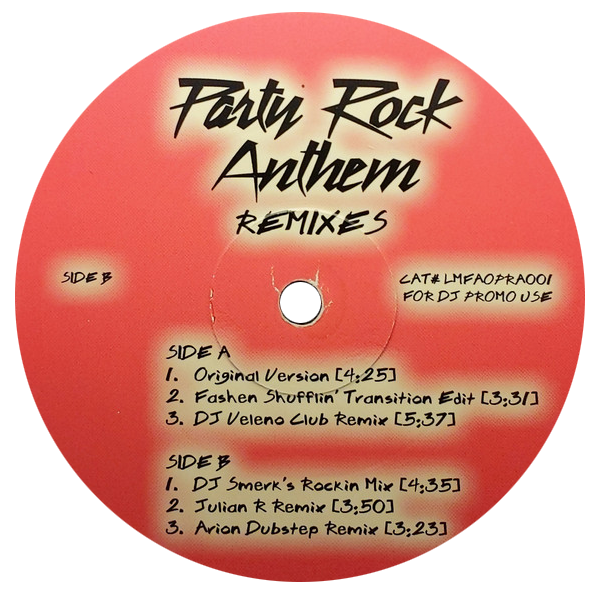 Party Rock
Anthem
REMIXES
SIDE B
CAT# LMFAOPRA001
FOR DJ PROMO USE
SIDE A
1. Original Version [4:25]
2. Fashen Shufflin' Transition Edit [3:31]
3. DJ Veleno Club Remix [5:37]
SIDE B
1. DJ Smerk's Rockin Mix [4:35]
2. Julian R Remix [3:50]
3. Arion Dubstep Remix [3:23]